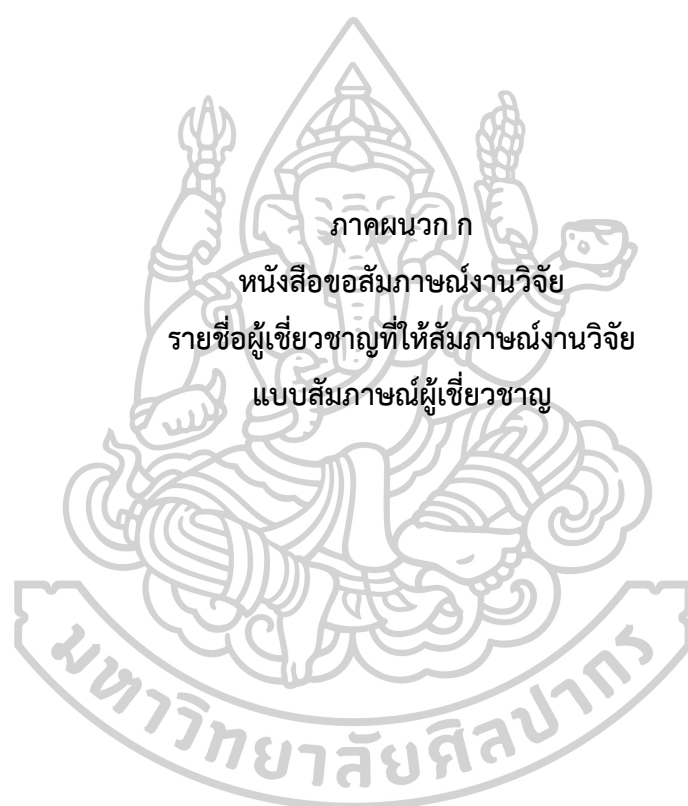 ภาคผนวก ก
หนังสือขอสัมภาษณ์งานวิจัย
รายชื่อผู้เชี่ยวชาญที่ให้สัมภาษณ์งานวิจัย
แบบสัมภาษณ์ผู้เชี่ยวชาญ
มหาวิทยาลัยศิลปากร